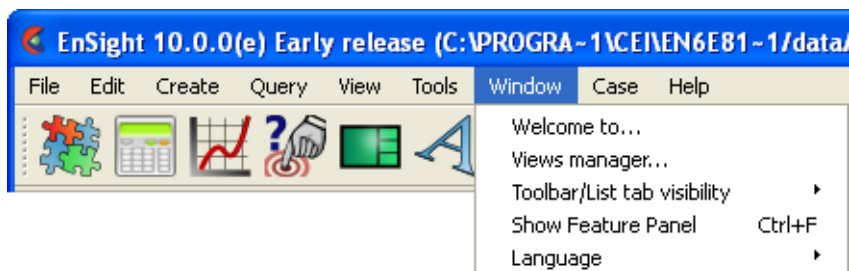 EnSight 10.0.0(e) Early release (C:\PROGRA~1\CEI\EN6E81~1/data/
File Edit Create Query View Tools Window Case Help
Welcome to...
Views manager...
Toolbar/List tab visibility
Show Feature Panel Ctrl+F
Language